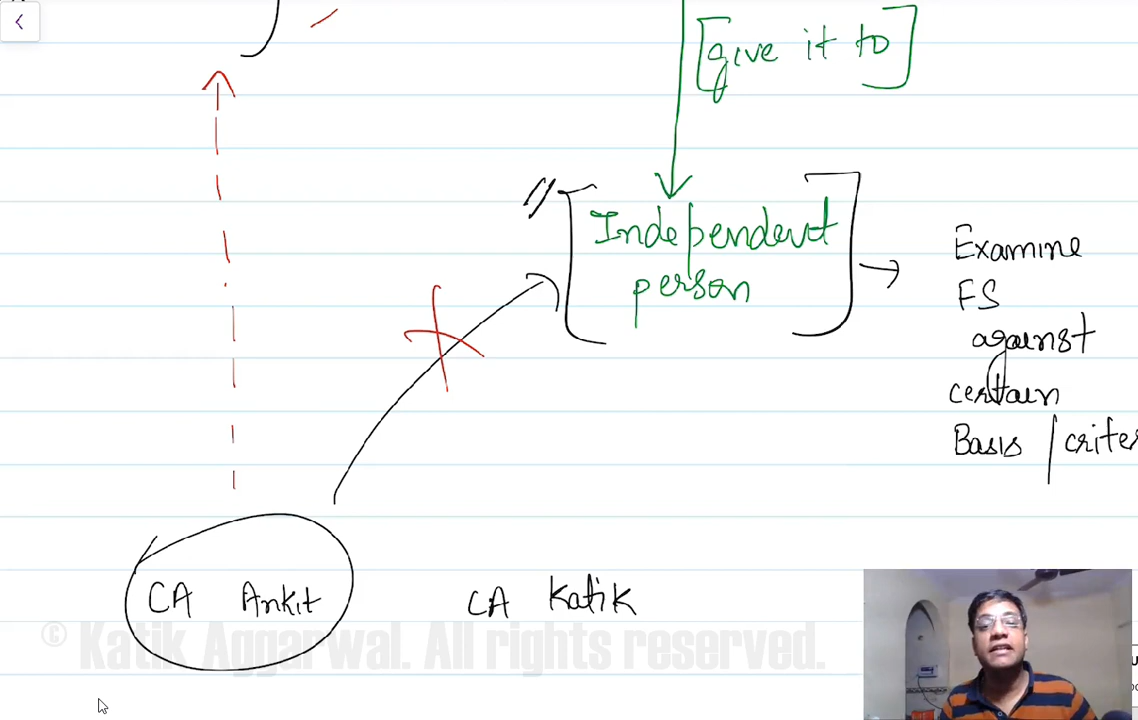 [give it to]
Independent
person
Examine
FS
against
certain
Basis / criter
CA Ankit
CA Katik
© Katik Aggarwal. All rights reserved.